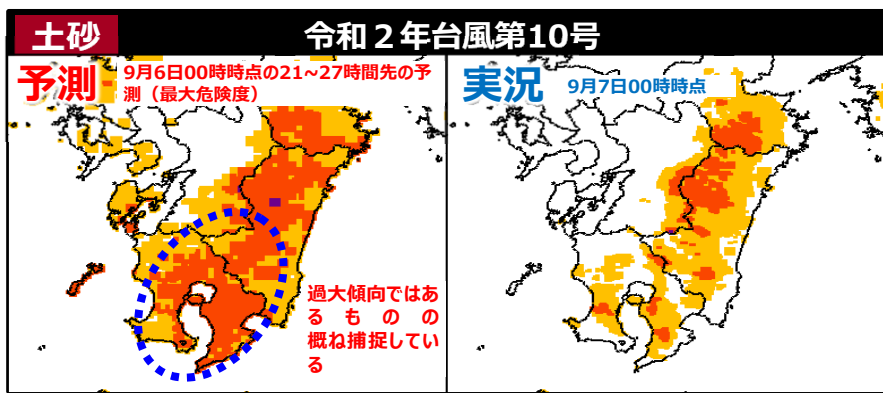 土砂
令和２年台風第10号
予測
9月6日00時時点の21~27時間先の予
測（最大危険度）
実況
9月7日00時時点
過大傾向ではあ
るものの
概ね捕捉してい
る